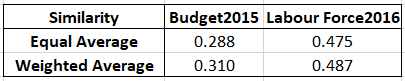 Similarity Budget2015 Labour Force2016
Equal Average 0.288 0.475
Weighted Average 0.310 0.487